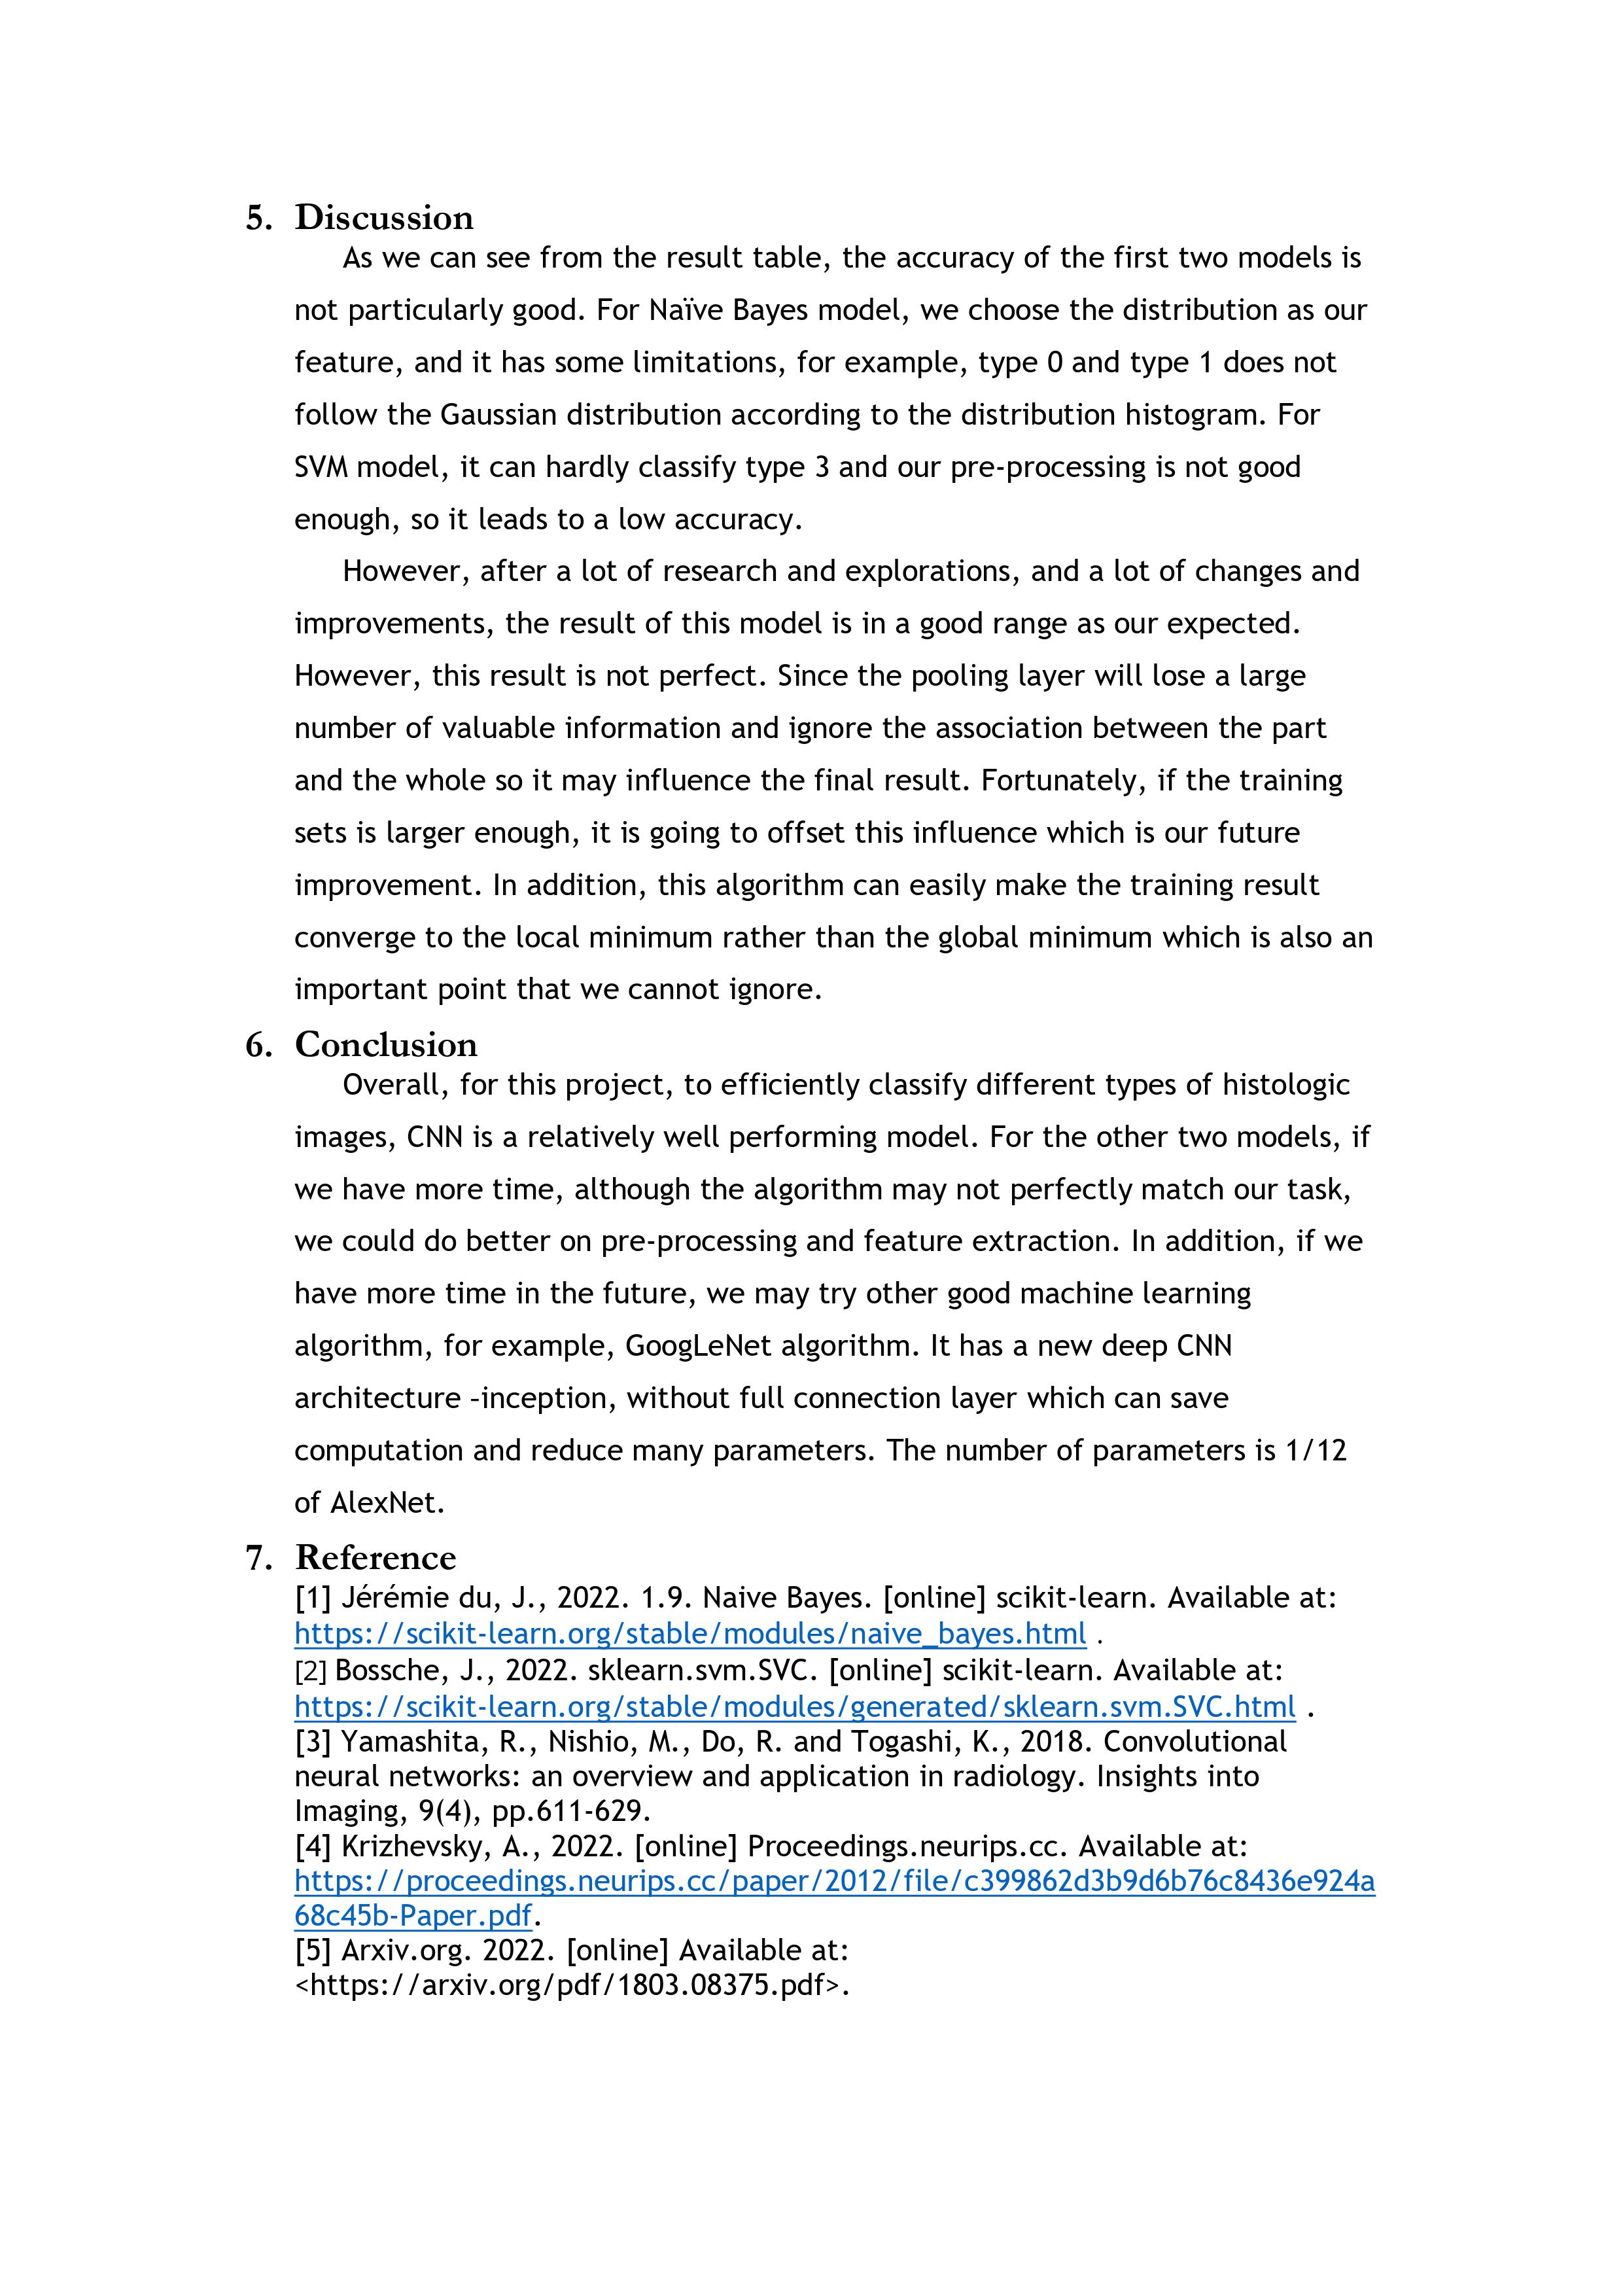 5. Discussion
As we can see from the result table, the accuracy of the first two models is
not particularly good. For Naïve Bayes model, we choose the distribution as our
feature, and it has some limitations, for example, type 0 and type 1 does not
follow the Gaussian distribution according to the distribution histogram. For
SVM model, it can hardly classify type 3 and our pre-processing is not good
enough, so it leads to a low accuracy.
However, after a lot of research and explorations, and a lot of changes and
improvements, the result of this model is in a good range as our expected.
However, this result is not perfect. Since the pooling layer will lose a large
number of valuable information and ignore the association between the part
and the whole so it may influence the final result. Fortunately, if the training
sets is larger enough, it is going to offset this influence which is our future
improvement. In addition, this algorithm can easily make the training result
converge to the local minimum rather than the global minimum which is also an
important point that we cannot ignore.
6. Conclusion
Overall, for this project, to efficiently classify different types of histologic
images, CNN is a relatively well performing model. For the other two models, if
we have more time, although the algorithm may not perfectly match our task,
we could do better on pre-processing and feature extraction. In addition, if we
have more time in the future, we may try other good machine learning
algorithm, for example, GoogLeNet algorithm. It has a new deep CNN
architecture –inception, without full connection layer which can save
computation and reduce many parameters. The number of parameters is 1/12
of AlexNet.
7. Reference
[1] Jérémie du, J., 2022. 1.9. Naive Bayes. [online] scikit-learn. Available at:
https://scikit-learn.org/stable/modules/naive_bayes.html .
[2] Bossche, J., 2022. sklearn.svm.SVC. [online] scikit-learn. Available at:
https://scikit-learn.org/stable/modules/generated/sklearn.svm.SVC.html .
[3] Yamashita, R., Nishio, M., Do, R. and Togashi, K., 2018. Convolutional
neural networks: an overview and application in radiology. Insights into
Imaging, 9(4), pp.611-629.
[4] Krizhevsky, A., 2022. [online] Proceedings.neurips.cc. Available at:
https://proceedings.neurips.cc/paper/2012/file/c399862d3b9d6b76c8436e924a
68c45b-Paper.pdf.
[5] Arxiv.org. 2022. [online] Available at:
<https://arxiv.org/pdf/1803.08375.pdf>.